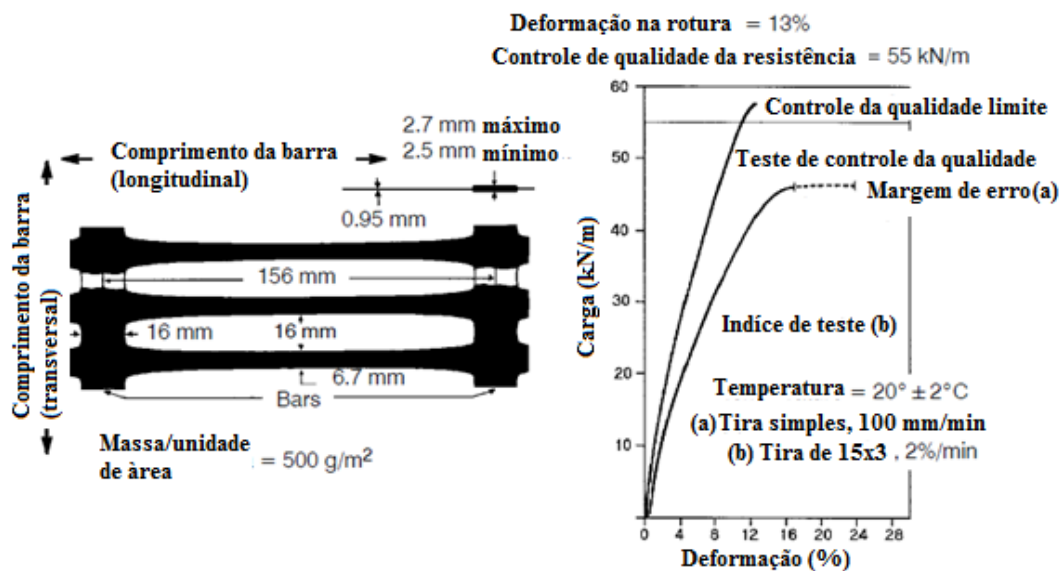 Deformação na rotura = 13%
Controle de qualidade da resistência = 55 kN/m
2.7 mm máximo
2.5 mm mínimo
Comprimento da barra
(longitudinal)
0.95 mm
Comprimento da barra
(transversal)
156 mm
16 mm
16 mm
6.7 mm
Bars
Massa/unidade
de àrea = 500 g/m²
60
50
40
30
20
10
Carga (kN/m)
Controle da qualidade limite
Teste de controle da qualidade
Margem de erro (a)
Indíce de teste (b)
Temperatura = 20° ± 2°C
(a) Tira simples, 100 mm/min
(b) Tira de 15x3 , 2%/min
0 4 8 12 16 20 24 28
Deformação (%)